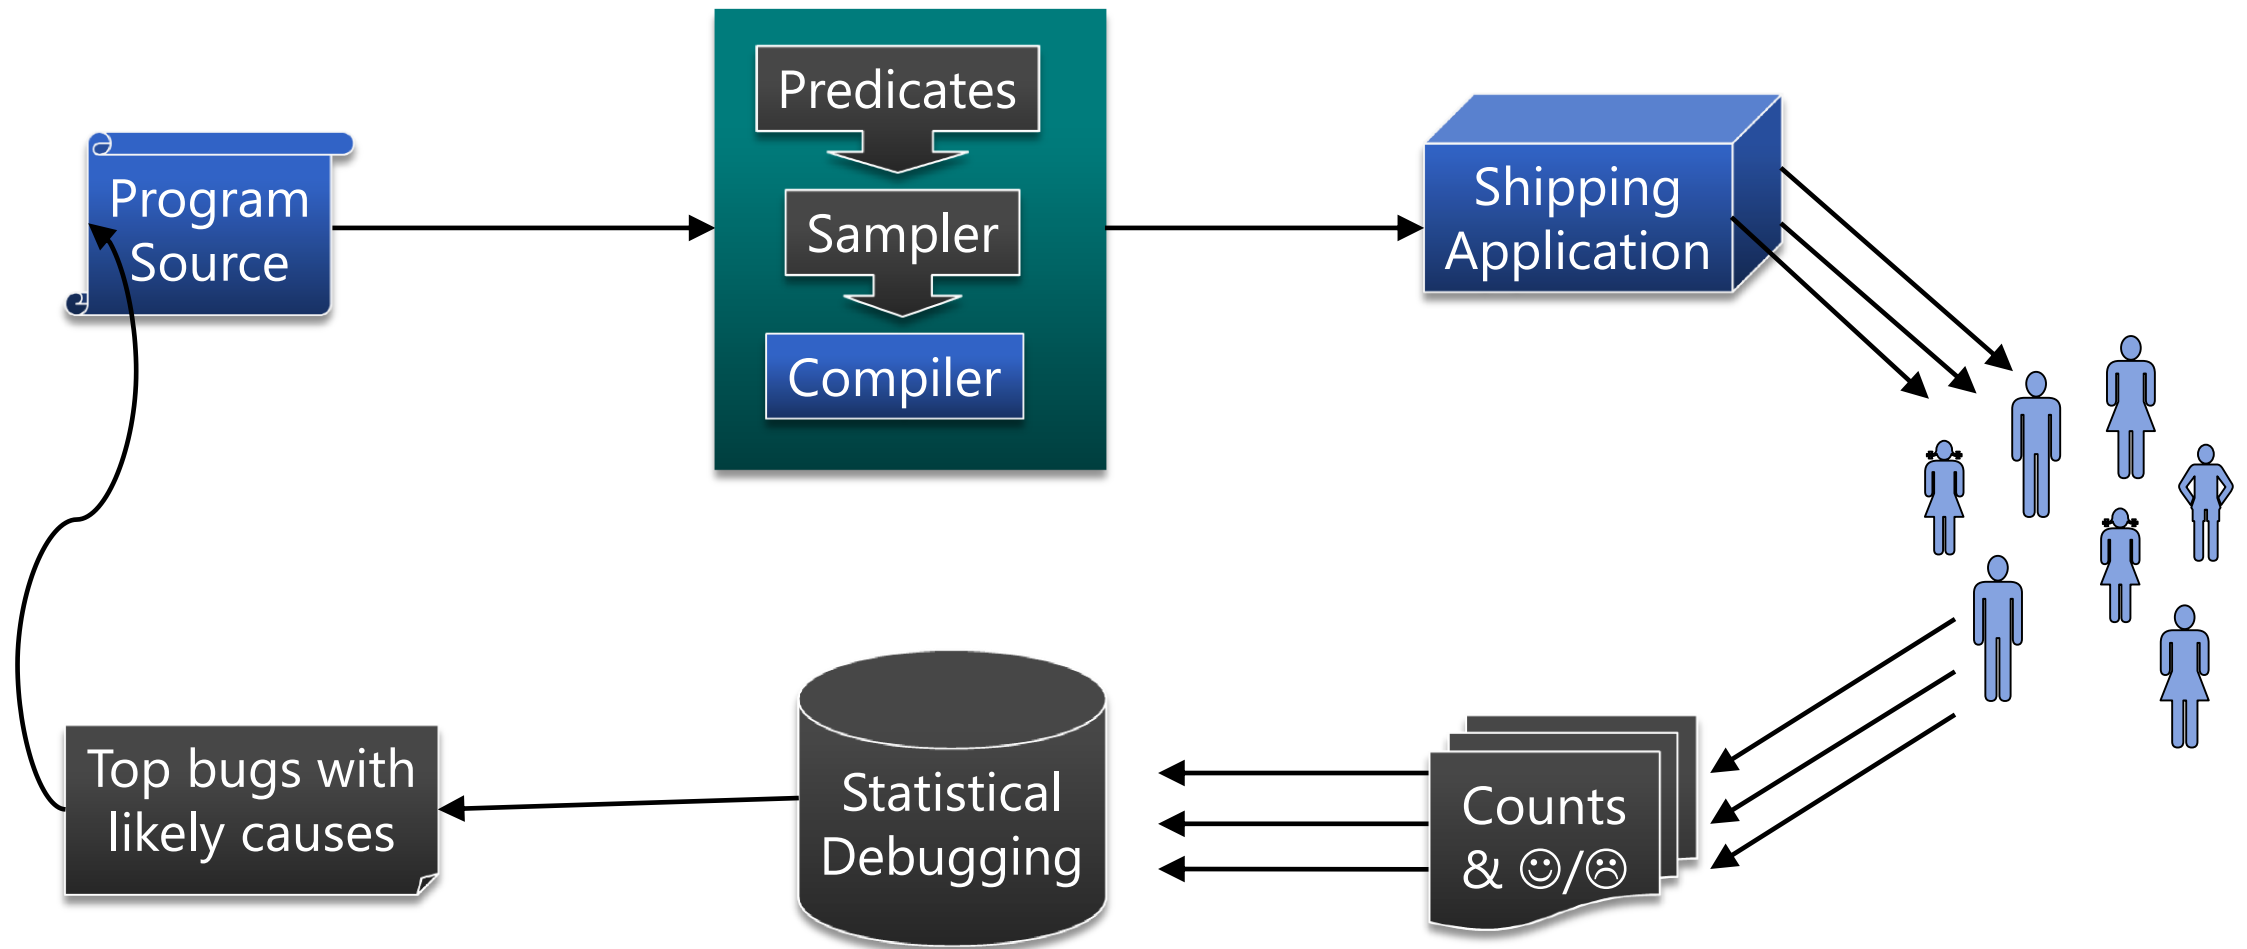 Predicates
Program
Source
Sampler
Compiler
Shipping
Application
Top bugs with
likely causes
Statistical
Debugging
Counts
& ☺/☹